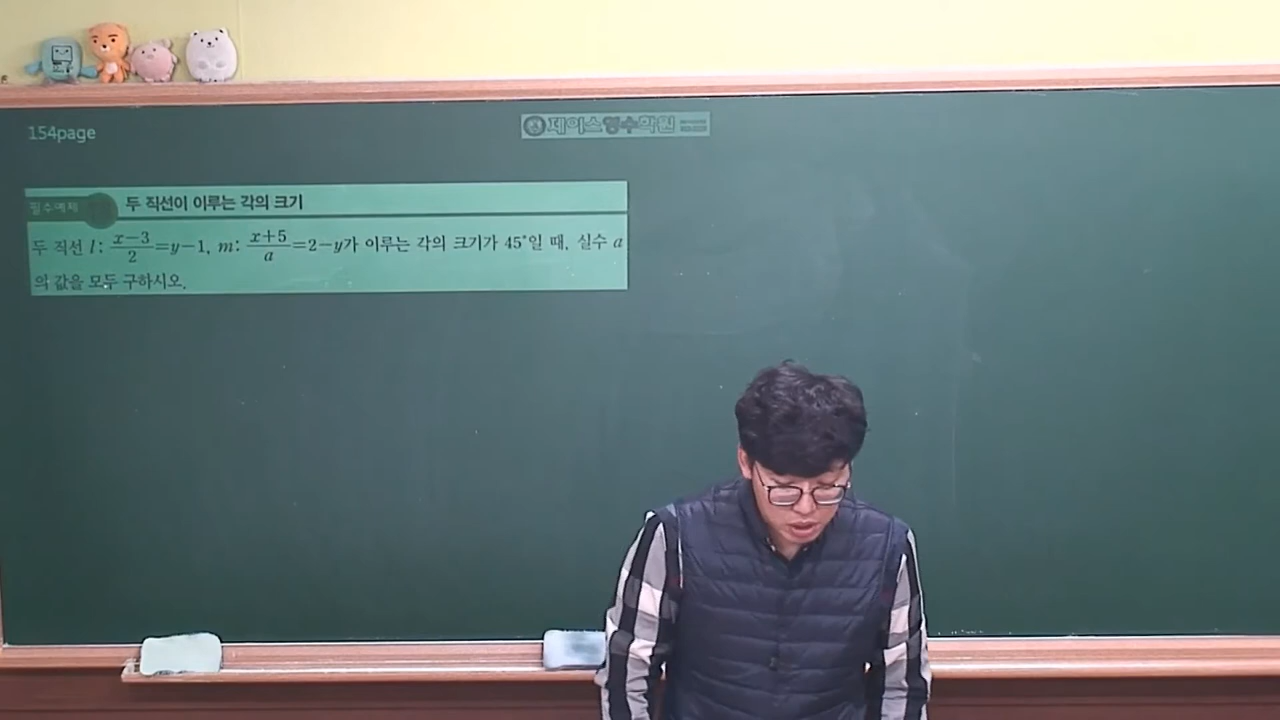 154page
제이스영수학원
필수예제 두 직선이 이루는 각의 크기
두 직선 l: \frac{x-3}{2}=y-1, m: \frac{x+5}{a}=2-y가 이루는 각의 크기가 45°일 때, 실수 a
의 값을 모두 구하시오.